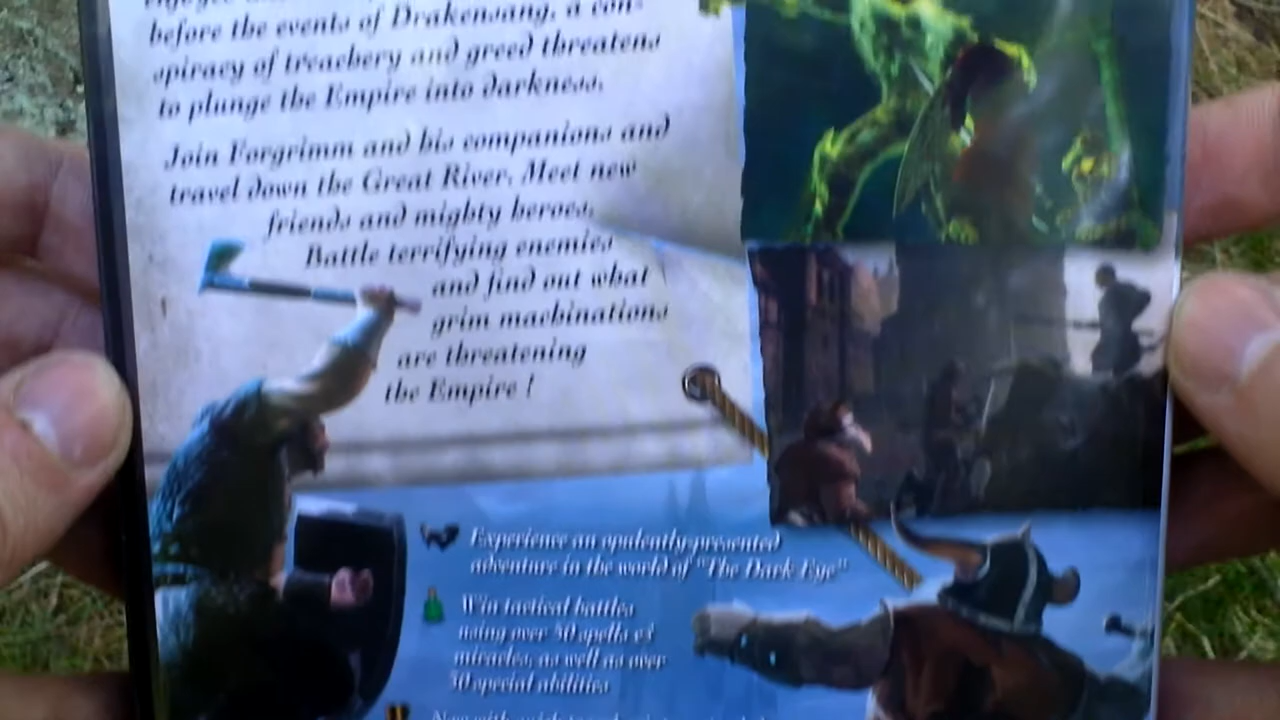 before the events of Drakensang, a con-
spiracy of treachery and greed threatens
to plunge the Empire into darkness.
Join Forgrimm and his companions and
travel down the Great River. Meet new
friends and mighty heroes.
Battle terrifying enemies
and find out what
grim machinations
are threatening
the Empire !
Experience an opulently-presented
adventure in the world of "The Dark Eye"
Win tactical battles
using over 50 spells &
miracles, as well as over
50 special abilities